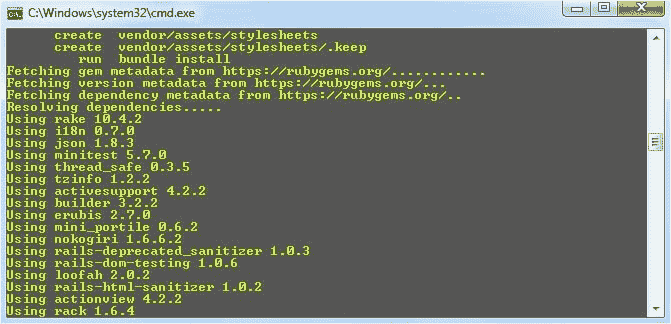 C:\Windows\system32\cmd.exe
create vendor/assets/stylesheets
create vendor/assets/stylesheets/.keep
run bundle install
Fetching gem metadata from https://rubygems.org/............
Fetching version metadata from https://rubygems.org/...
Fetching dependency metadata from https://rubygems.org/..
Resolving dependencies.....
Using rake 10.4.2
Using i18n 0.7.0
Using json 1.8.3
Using minitest 5.7.0
Using thread_safe 0.3.5
Using tzinfo 1.2.2
Using activesupport 4.2.2
Using builder 3.2.2
Using erubis 2.7.0
Using mini_portile 0.6.2
Using nokogiri 1.6.6.2
Using rails-deprecated_sanitizer 1.0.3
Using rails-dom-testing 1.0.6
Using loofah 2.0.2
Using rails-html-sanitizer 1.0.2
Using actionview 4.2.2
Using rack 1.6.4